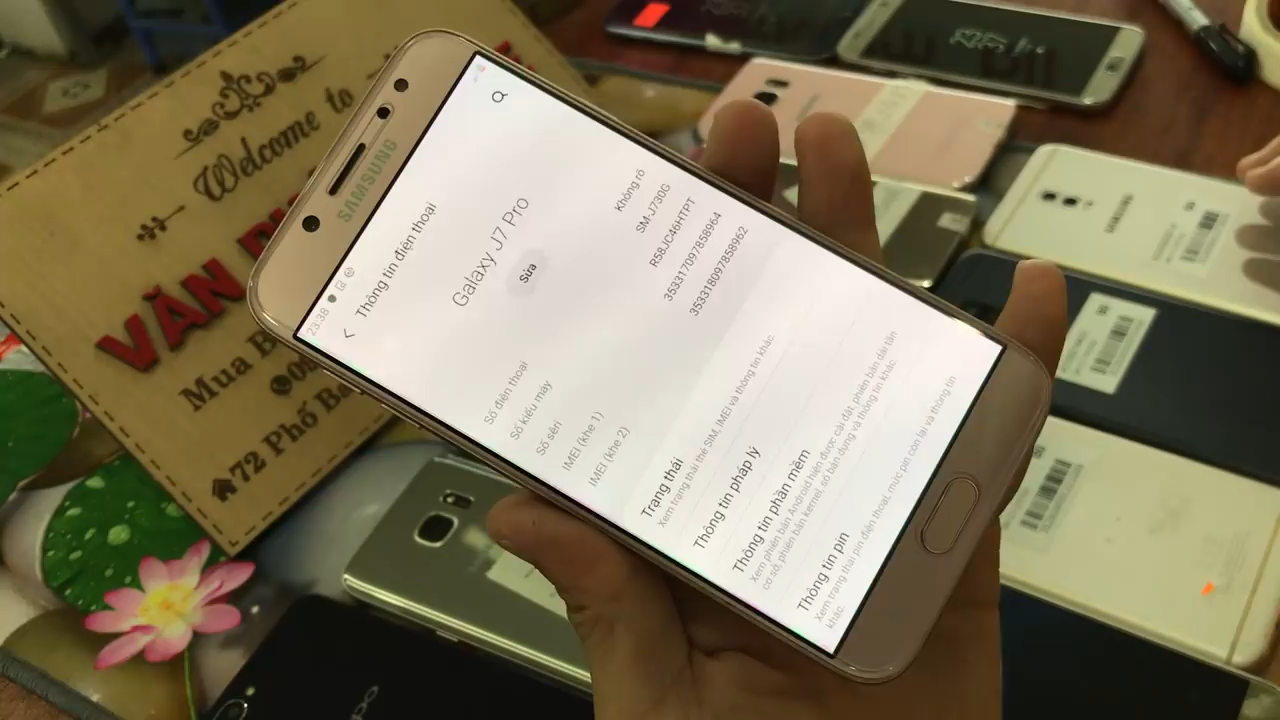 Welcome to
VĂN
Mua B
72 Phố Bà
SAMSUNG
23:38
Thông tin điện thoại
Galaxy J7 Pro
Sửa
Số điện thoại Không rõ
Số kiểu máy SM-J730G
Số sêri R58JC46HTPT
IMEI (khe 1) 353317097858964
IMEI (khe 2) 353318097858962
Trạng thái
Xem trạng thái thẻ SIM, IMEI và thông tin khác.
Thông tin pháp lý
Thông tin phần mềm
Xem phiên bản Android hiện được cài đặt, phiên bản dải tần
cơ sở, phiên bản kernel, số bản dựng và thông tin khác.
Thông tin pin
Xem trạng thái pin điện thoại, mức pin còn lại và thông tin
khác.
SAMSUNG